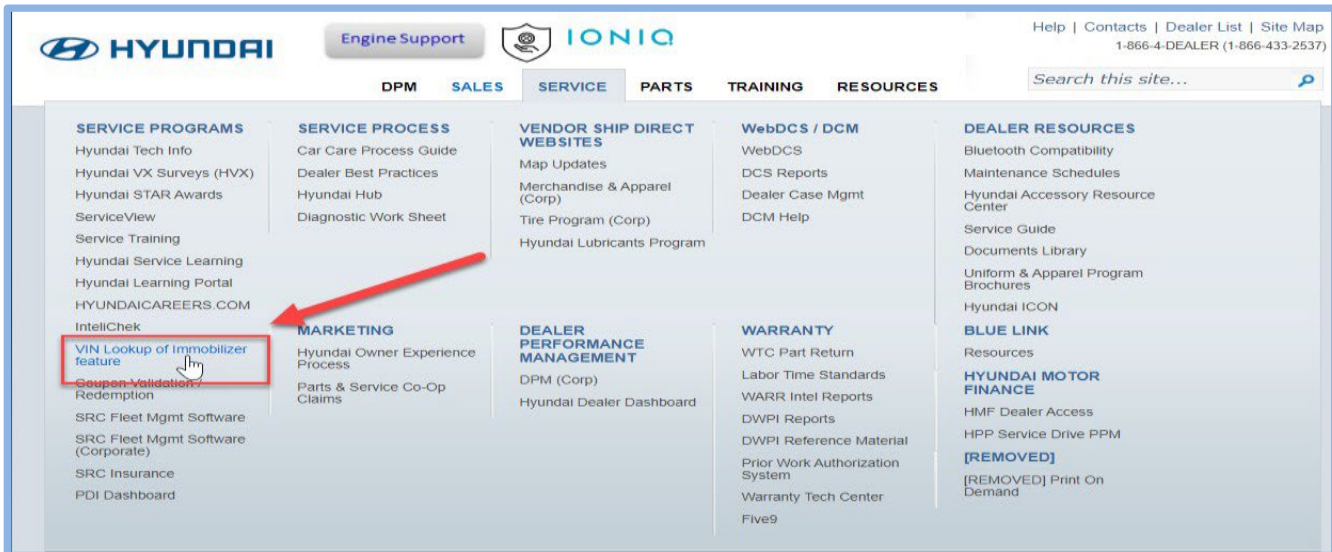 HYUNDAI
Engine Support
IONIQ
Help | Contacts | Dealer List | Site Map
1-866-4-DEALER (1-866-433-2537)
Search this site...
DPM SALES SERVICE PARTS TRAINING RESOURCES
SERVICE PROGRAMS
Hyundai Tech Info
Hyundai VX Surveys (HVX)
Hyundai STAR Awards
ServiceView
Service Training
Hyundai Service Learning
Hyundai Learning Portal
HYUNDAICAREERS.COM
InteliChek
VIN Lookup of Immobilizer
feature
Coupon Validation /
Redemption
SRC Fleet Mgmt Software
SRC Fleet Mgmt Software
(Corporate)
SRC Insurance
PDI Dashboard
SERVICE PROCESS
Car Care Process Guide
Dealer Best Practices
Hyundai Hub
Diagnostic Work Sheet
MARKETING
Hyundai Owner Experience
Process
Parts & Service Co-Op
Claims
VENDOR SHIP DIRECT
WEBSITES
Map Updates
Merchandise & Apparel
(Corp)
Tire Program (Corp)
Hyundai Lubricants Program
DEALER
PERFORMANCE
MANAGEMENT
DPM (Corp)
Hyundai Dealer Dashboard
WebDCS / DCM
WebDCS
DCS Reports
Dealer Case Mgmt
DCM Help
WARRANTY
WTC Part Return
Labor Time Standards
WARR Intel Reports
DWPI Reports
DWPI Reference Material
Prior Work Authorization
System
Warranty Tech Center
Five9
DEALER RESOURCES
Bluetooth Compatibility
Maintenance Schedules
Hyundai Accessory Resource
Center
Service Guide
Documents Library
Uniform & Apparel Program
Brochures
Hyundai ICON
BLUE LINK
Resources
HYUNDAI MOTOR
FINANCE
HMF Dealer Access
HPP Service Drive PPM
[REMOVED]
[REMOVED] Print On
Demand